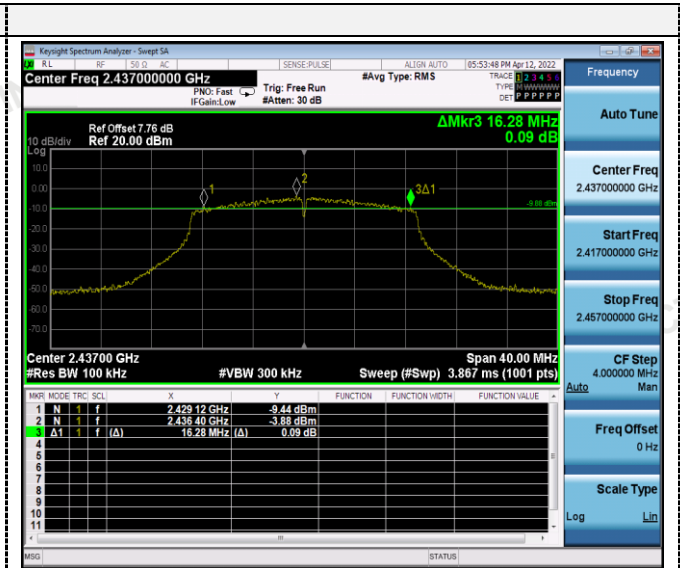 Keysight Spectrum Analyzer - Swept SA
RL RF 50 Ω AC SENSE:PULSE ALIGN AUTO 05:53:48 PM Apr 12, 2022
Center Freq 2.437000000 GHz #Avg Type: RMS TRACE 1 2 3 4 5 6
PNO: Fast Trig: Free Run TYPE M WWWWW
IFGain:Low #Atten: 30 dB DET P P P P P P
Frequency
Auto Tune
ΔMkr3 16.28 MHz
0.09 dB
Ref Offset 7.76 dB
10 dB/div Ref 20.00 dBm
Log
10.0
0.00
-10.0
-20.0
-30.0
-40.0
-50.0
-60.0
-70.0
1
2
3Δ1
-9.88 dBm
Center Freq
2.437000000 GHz
Start Freq
2.417000000 GHz
Stop Freq
2.457000000 GHz
Center 2.43700 GHz Span 40.00 MHz
#Res BW 100 kHz #VBW 300 kHz Sweep (#Swp) 3.867 ms (1001 pts)
CF Step
4.000000 MHz
Auto Man
MKR MODE TRC SCL X Y FUNCTION FUNCTION WIDTH FUNCTION VALUE
1 N 1 f 2.429 12 GHz -9.44 dBm
2 N 1 f 2.436 40 GHz -3.88 dBm
3 Δ1 1 f (Δ) 16.28 MHz (Δ) 0.09 dB
4
5
6
7
8
9
10
11
Freq Offset
0 Hz
Scale Type
Log Lin
MSG STATUS